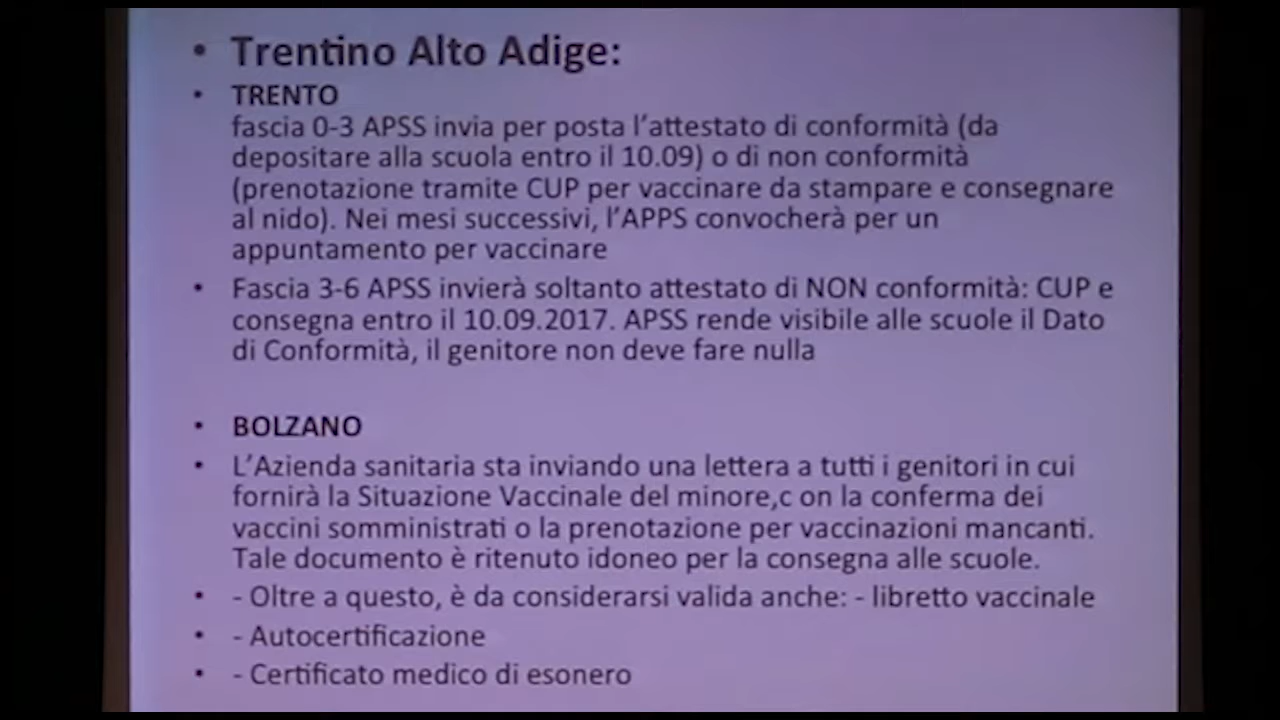 • Trentino Alto Adige:
• TRENTO
fascia 0-3 APSS invia per posta l'attestato di conformità (da
depositare alla scuola entro il 10.09) o di non conformità
(prenotazione tramite CUP per vaccinare da stampare e consegnare
al nido). Nei mesi successivi, l'APPS convocherà per un
appuntamento per vaccinare
• Fascia 3-6 APSS invierà soltanto attestato di NON conformità: CUP e
consegna entro il 10.09.2017. APSS rende visibile alle scuole il Dato
di Conformità, il genitore non deve fare nulla
• BOLZANO
• L'Azienda sanitaria sta inviando una lettera a tutti i genitori in cui
fornirà la Situazione Vaccinale del minore,c on la conferma dei
vaccini somministrati o la prenotazione per vaccinazioni mancanti.
Tale documento è ritenuto idoneo per la consegna alle scuole.
• - Oltre a questo, è da considerarsi valida anche: - libretto vaccinale
• - Autocertificazione
• - Certificato medico di esonero